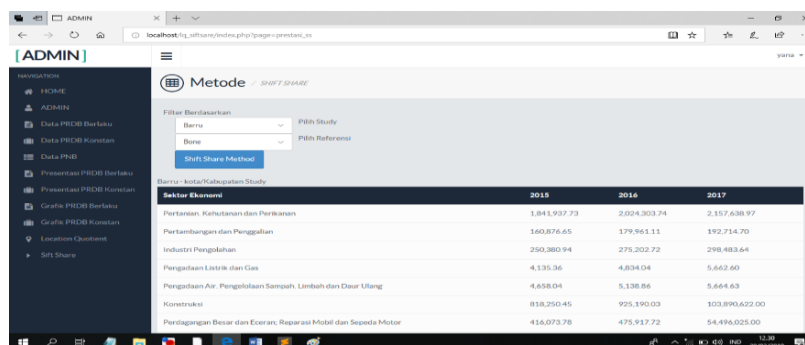 ADMIN
localhost/lq_siftsare/index.php?page=prestasi_ss
[ADMIN]
yana
NAVIGATION
HOME
ADMIN
Data PRDB Berlaku
Data PRDB Konstan
Data PNB
Presentasi PRDB Berlaku
Presentasi PRDB Konstan
Grafik PRDB Berlaku
Grafik PRDB Konstan
Location Quotient
Sift Share
Metode / SHIFT SHARE
Filter Berdasarkan
Barru Pilih Study
Bone Pilih Referensi
Shift Share Method
Barru - kota/Kabupaten Study
Sektor Ekonomi 2015 2016 2017
Pertanian, Kehutanan dan Perikanan 1,841,937.73 2,024,303.74 2,157,638.97
Pertambangan dan Penggalian 160,876.65 179,961.11 192,714.70
Industri Pengolahan 250,380.94 275,202.72 298,483.64
Pengadaan Listrik dan Gas 4,135.36 4,834.04 5,662.60
Pengadaan Air, Pengelolaan Sampah, Limbah dan Daur Ulang 4,658.04 5,138.86 5,664.63
Konstruksi 818,250.45 925,190.03 103,890,622.00
Perdagangan Besar dan Eceran; Reparasi Mobil dan Sepeda Motor 416,073.78 475,917.72 54,496,025.00
IND
12.30